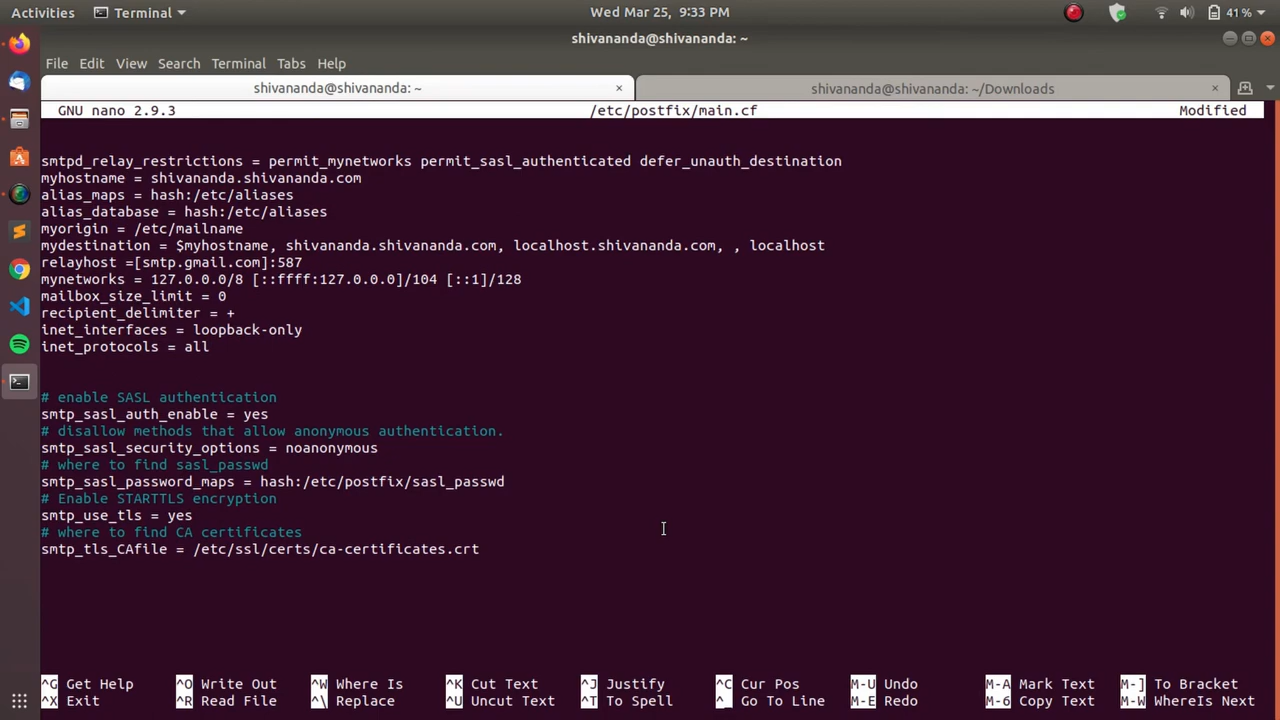 Activities Terminal Wed Mar 25, 9:33 PM 41 %
shivananda@shivananda: ~
File Edit View Search Terminal Tabs Help
shivananda@shivananda: ~ × shivananda@shivananda: ~/Downloads ×
GNU nano 2.9.3 /etc/postfix/main.cf Modified
smtpd_relay_restrictions = permit_mynetworks permit_sasl_authenticated defer_unauth_destination
myhostname = shivananda.shivananda.com
alias_maps = hash:/etc/aliases
alias_database = hash:/etc/aliases
myorigin = /etc/mailname
mydestination = $myhostname, shivananda.shivananda.com, localhost.shivananda.com, , localhost
relayhost =[smtp.gmail.com]:587
mynetworks = 127.0.0.0/8 [::ffff:127.0.0.0]/104 [::1]/128
mailbox_size_limit = 0
recipient_delimiter = +
inet_interfaces = loopback-only
inet_protocols = all
# enable SASL authentication
smtp_sasl_auth_enable = yes
# disallow methods that allow anonymous authentication.
smtp_sasl_security_options = noanonymous
# where to find sasl_passwd
smtp_sasl_password_maps = hash:/etc/postfix/sasl_passwd
# Enable STARTTLS encryption
smtp_use_tls = yes
# where to find CA certificates
smtp_tls_CAfile = /etc/ssl/certs/ca-certificates.crt
^G Get Help ^O Write Out ^W Where Is ^K Cut Text ^J Justify ^C Cur Pos M-U Undo M-A Mark Text M-] To Bracket
^X Exit ^R Read File ^\ Replace ^U Uncut Text ^T To Spell ^_ Go To Line M-E Redo M-6 Copy Text M-W WhereIs Next